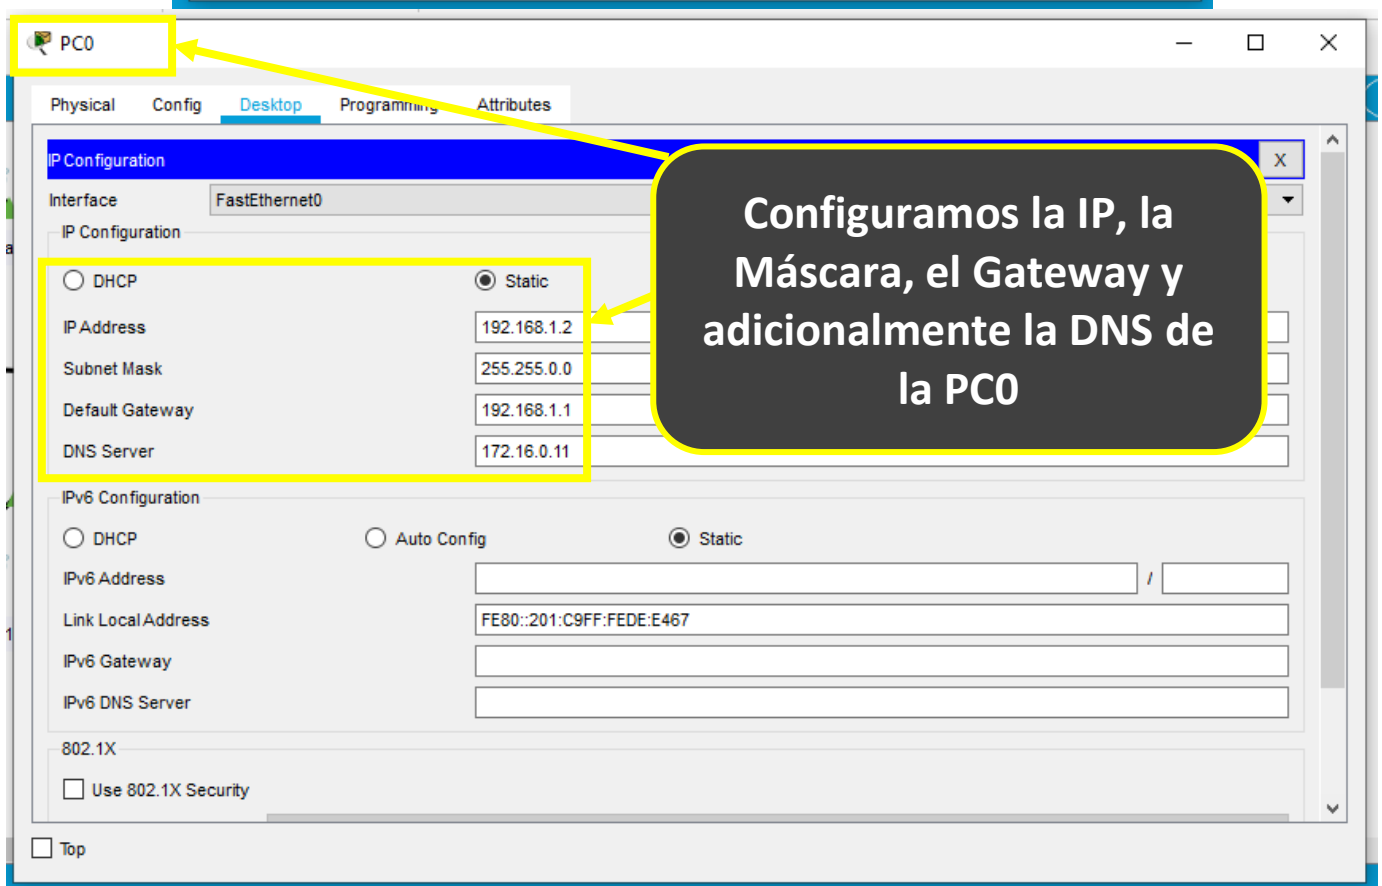 PC0
Physical Config Desktop Programming Attributes
IP Configuration
X
Interface FastEthernet0
IP Configuration
DHCP Static
IP Address 192.168.1.2
Subnet Mask 255.255.0.0
Default Gateway 192.168.1.1
DNS Server 172.16.0.11
Configuramos la IP, la
Máscara, el Gateway y
adicionalmente la DNS de
la PC0
IPv6 Configuration
DHCP Auto Config Static
IPv6 Address /
Link Local Address FE80::201:C9FF:FEDE:E467
IPv6 Gateway
IPv6 DNS Server
802.1X
Use 802.1X Security
Top